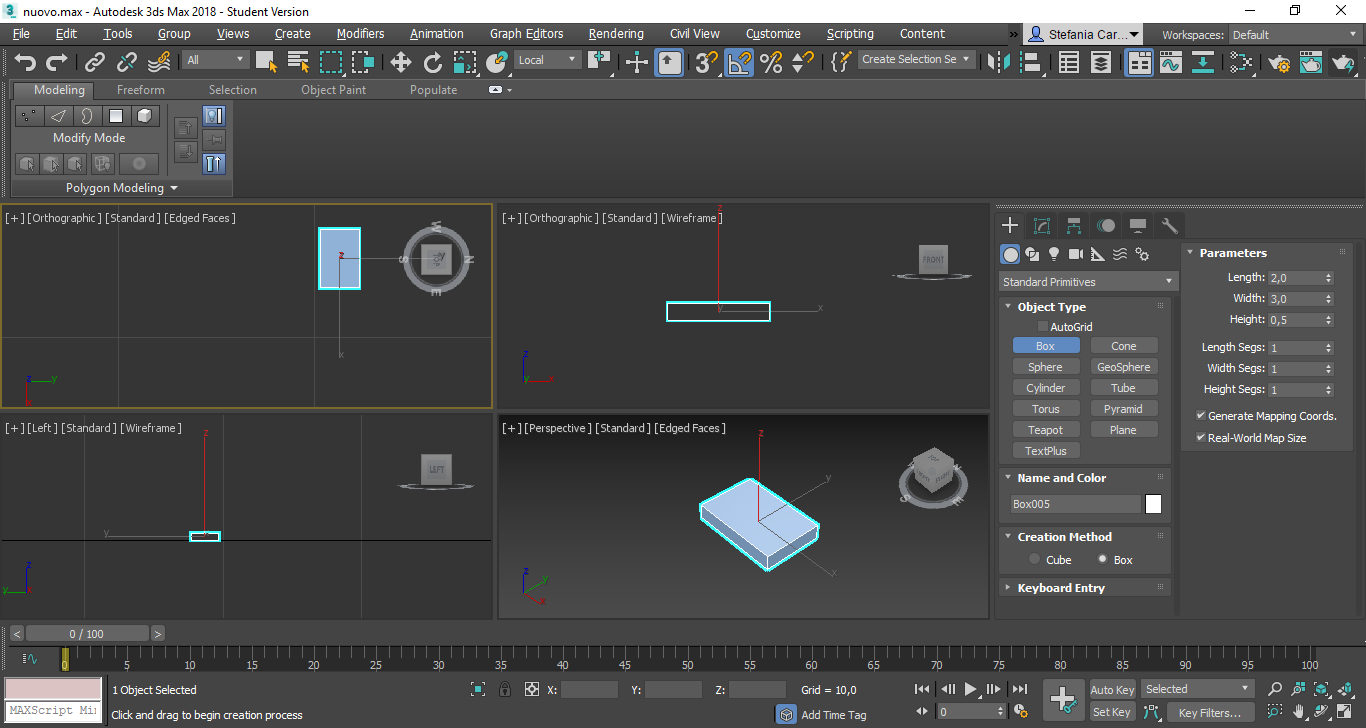 nuovo.max - Autodesk 3ds Max 2018 - Student Version
File Edit Tools Group Views Create Modifiers Animation Graph Editors Rendering Civil View Customize Scripting Content » Stefania Car... Workspaces: Default
All Local Create Selection Se
Modeling Freeform Selection Object Paint Populate
Modify Mode
Polygon Modeling
[+] [Orthographic] [Standard] [Edged Faces]
[+] [Orthographic] [Standard] [Wireframe]
W
S N
E
FRONT
z
x
y
z
x
z
y
z
y
x
[+] [Left] [Standard] [Wireframe]
[+] [Perspective] [Standard] [Edged Faces]
LEFT
z
y
z
y
z
y
x
z
y
x
S
E
Standard Primitives
Object Type
AutoGrid
Box Cone
Sphere GeoSphere
Cylinder Tube
Torus Pyramid
Teapot Plane
TextPlus
Name and Color
Box005
Creation Method
Cube Box
Keyboard Entry
Parameters
Length: 2,0
Width: 3,0
Height: 0,5
Length Segs: 1
Width Segs: 1
Height Segs: 1
Generate Mapping Coords.
Real-World Map Size
< 0 / 100 >
0 5 10 15 20 25 30 35 40 45 50 55 60 65 70 75 80 85 90 95 100
1 Object Selected X: Y: Z: Grid = 10,0 Auto Key Selected
MAXScript Min Click and drag to begin creation process Add Time Tag 0 Set Key Key Filters...